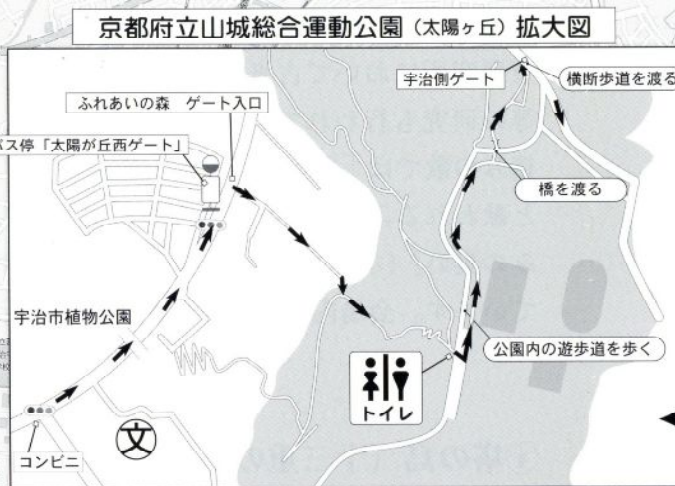 京都府立山城総合運動公園（太陽ヶ丘）拡大図
宇治側ゲート
横断歩道を渡る
ふれあいの森 ゲート入口
バス停「太陽が丘西ゲート」
橋を渡る
宇治市植物公園
公園内の遊歩道を歩く
トイレ
文
コンビニ